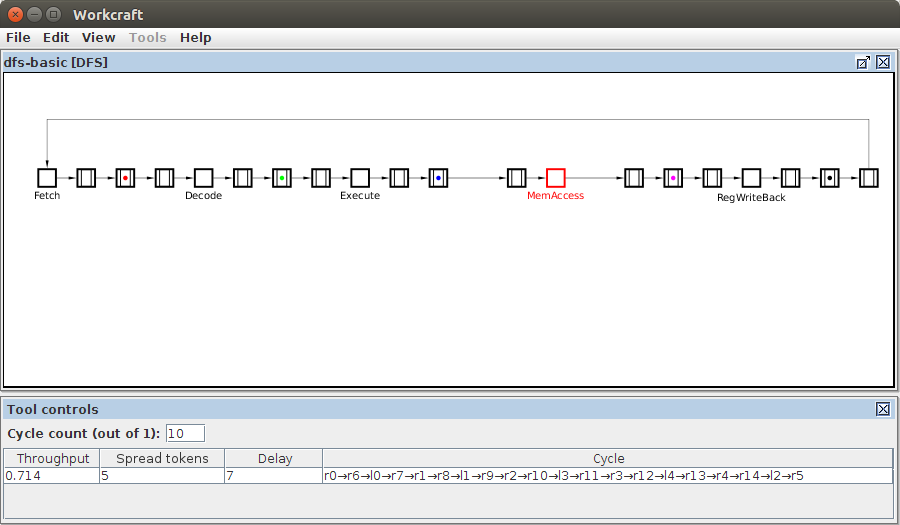 Workcraft
File Edit View Tools Help
dfs-basic [DFS]
Fetch Decode Execute MemAccess RegWriteBack
Tool controls
Cycle count (out of 1): 10
Throughput Spread tokens Delay Cycle
0.714 5 7 r0→r6→l0→r7→r1→r8→l1→r9→r2→r10→l3→r11→r3→r12→l4→r13→r4→r14→l2→r5